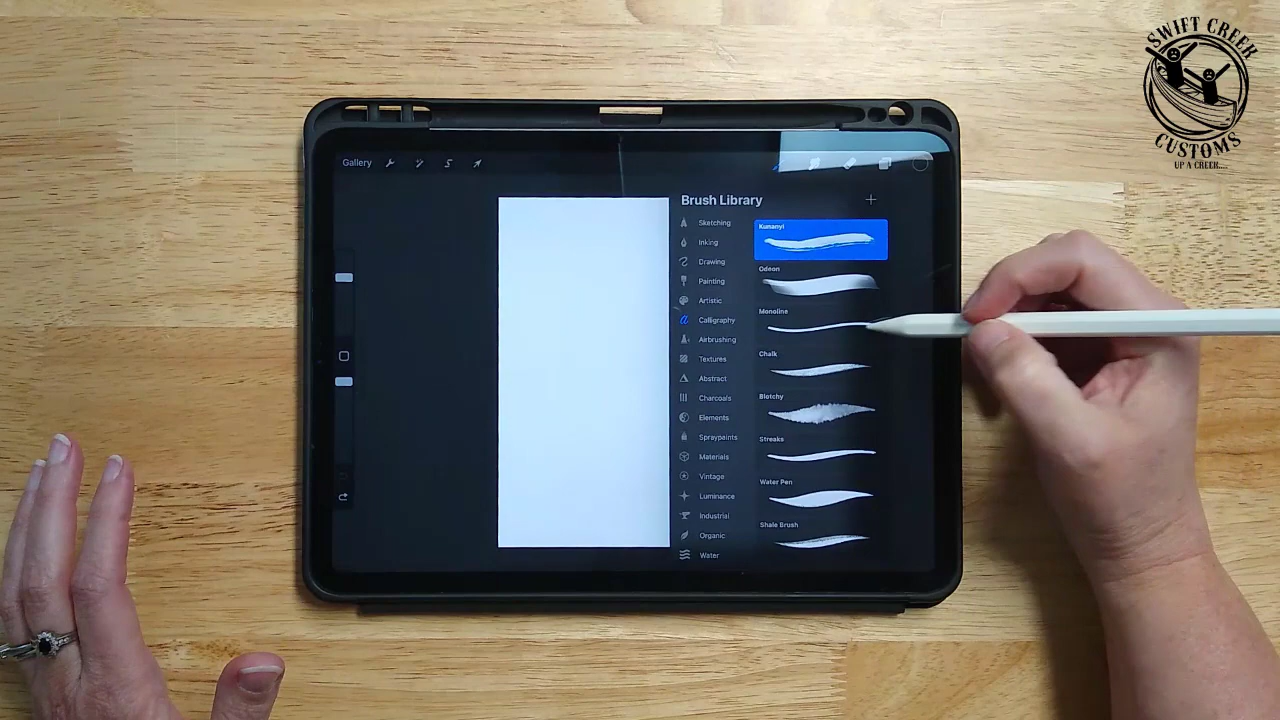 SWIFT CREEK
CUSTOMS
UP A CREEK....
Gallery
Brush Library
Sketching
Inking
Drawing
Painting
Artistic
Calligraphy
Airbrushing
Textures
Abstract
Charcoals
Elements
Spraypaints
Materials
Vintage
Luminance
Industrial
Organic
Water
Kunanyi
Odeon
Monoline
Chalk
Blotchy
Streaks
Water Pen
Shale Brush